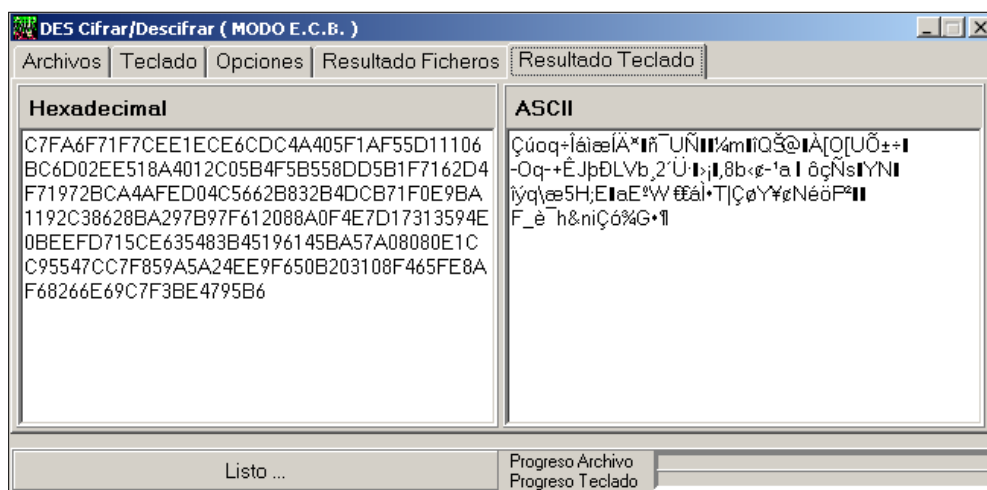 DES Cifrar/Descifrar ( MODO E.C.B. )
Archivos Teclado Opciones Resultado Ficheros Resultado Teclado
Hexadecimal
C7FA6F71F7CEE1ECE6CDC4A405F1AF55D11106
BC6D02EE518A4012C05B4F5B558DD5B1F7162D4
F71972BCA4AFED04C5662B832B4DCB71F0E9BA
1192C38628BA297B97F612088A0F4E7D17313594E
0BEEFD715CE635483B45196145BA57A08080E1C
C95547CC7F859A5A24EE9F650B203108F465FE8A
F68266E69C7F3BE4795B6
ASCII
Listo ...
Progreso Archivo
Progreso Teclado